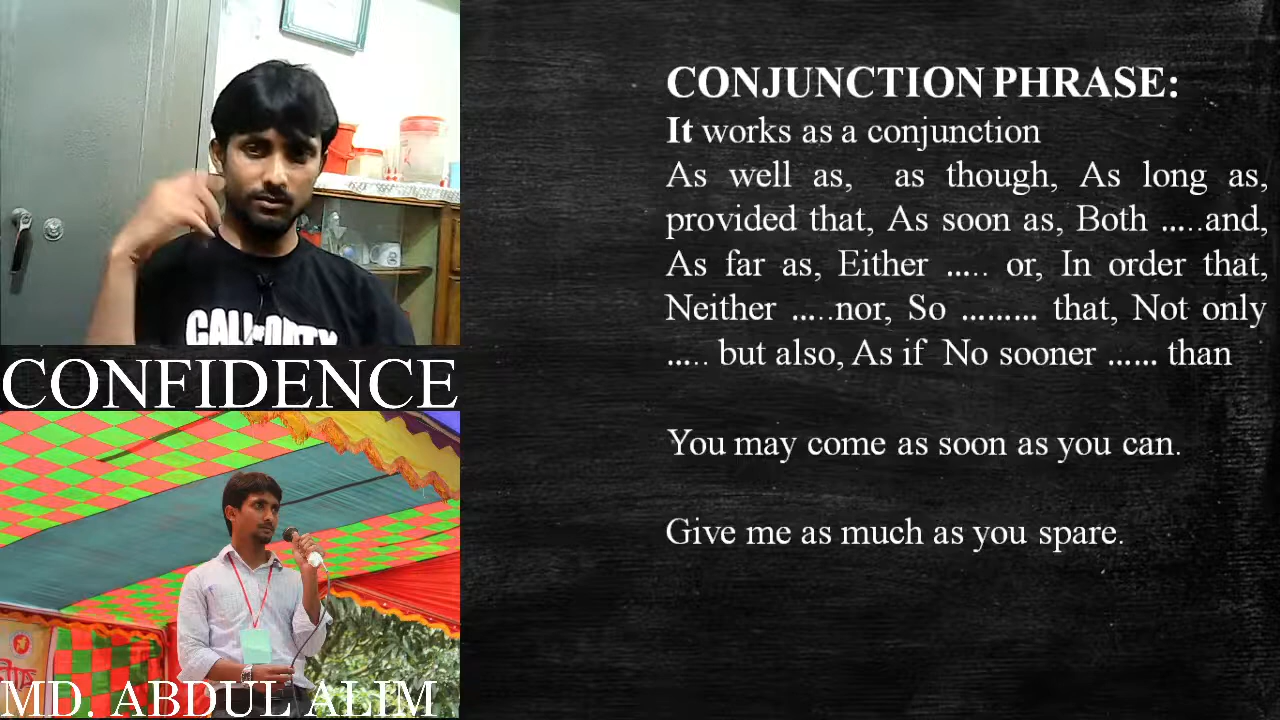 CONJUNCTION PHRASE:
It works as a conjunction
As well as, as though, As long as,
provided that, As soon as, Both .....and,
As far as, Either ..... or, In order that,
Neither .....nor, So ......... that, Not only
..... but also, As if No sooner ...... than
You may come as soon as you can.
Give me as much as you spare.
CALL OF DUTY
CONFIDENCE
MD. ABDUL ALIM